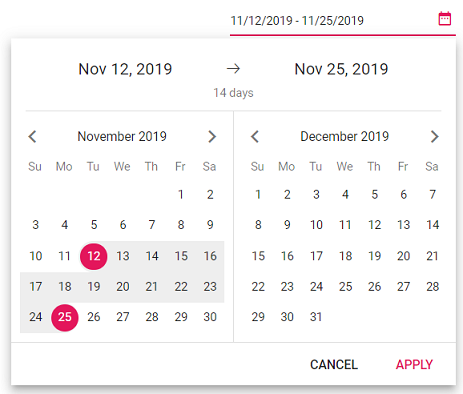 11/12/2019 - 11/25/2019
Nov 12, 2019 → Nov 25, 2019
14 days
November 2019 December 2019
Su Mo Tu We Th Fr Sa Su Mo Tu We Th Fr Sa
1 2 1 2 3 4 5 6 7
3 4 5 6 7 8 9 8 9 10 11 12 13 14
10 11 12 13 14 15 16 15 16 17 18 19 20 21
17 18 19 20 21 22 23 22 23 24 25 26 27 28
24 25 26 27 28 29 30 29 30 31
CANCEL APPLY